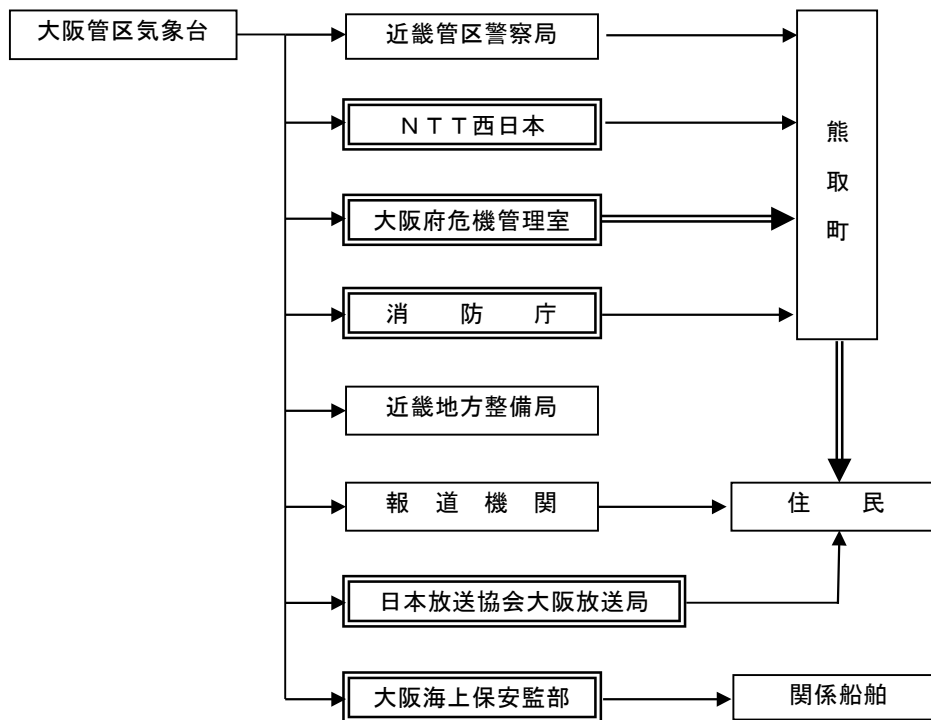 大阪管区気象台
近畿管区警察局
ＮＴＴ西日本
大阪府危機管理室
消防庁
近畿地方整備局
報道機関
日本放送協会大阪放送局
大阪海上保安監部
熊取町
住民
関係船舶